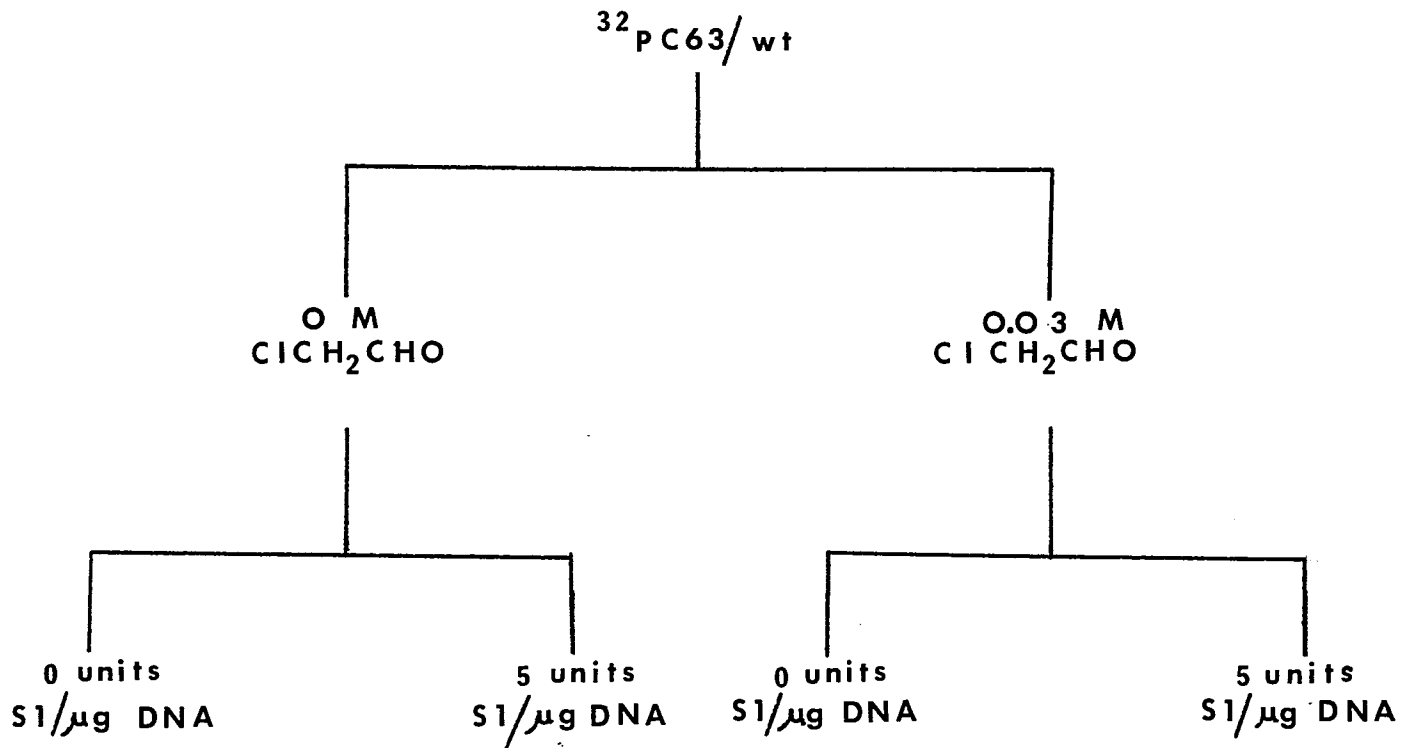 ³²PC63/wt
0 M
ClCH₂CHO
0.03 M
ClCH₂CHO
0 units
S1/μg DNA
5 units
S1/μg DNA
0 units
S1/μg DNA
5 units
S1/μg DNA